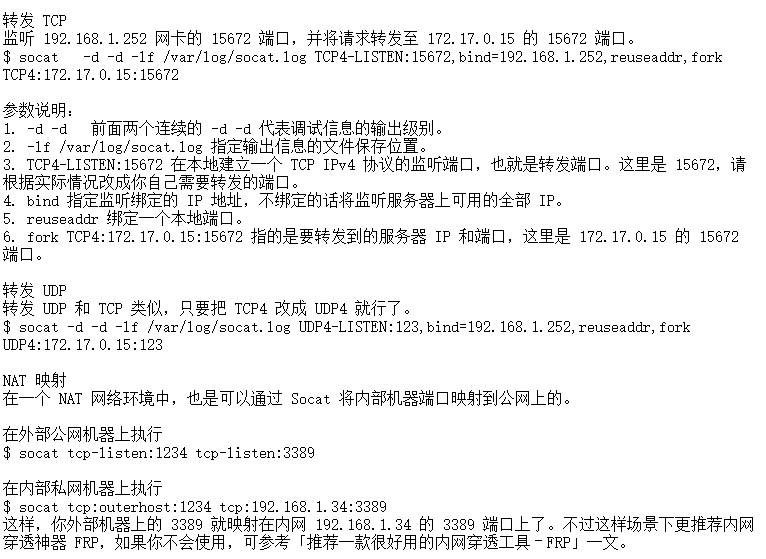 转发 TCP
监听 192.168.1.252 网卡的 15672 端口，并将请求转发至 172.17.0.15 的 15672 端口。
$ socat   -d -d -lf /var/log/socat.log TCP4-LISTEN:15672,bind=192.168.1.252,reuseaddr,fork
TCP4:172.17.0.15:15672
参数说明：
1. -d -d   前面两个连续的 -d -d 代表调试信息的输出级别。
2. -lf /var/log/socat.log 指定输出信息的文件保存位置。
3. TCP4-LISTEN:15672 在本地建立一个 TCP IPv4 协议的监听端口，也就是转发端口。这里是 15672，请
根据实际情况改成你自己需要转发的端口。
4. bind 指定监听绑定的 IP 地址，不绑定的话将监听服务器上可用的全部 IP。
5. reuseaddr 绑定一个本地端口。
6. fork TCP4:172.17.0.15:15672 指的是要转发到的服务器 IP 和端口，这里是 172.17.0.15 的 15672
端口。
转发 UDP
转发 UDP 和 TCP 类似，只要把 TCP4 改成 UDP4 就行了。
$ socat -d -d -lf /var/log/socat.log UDP4-LISTEN:123,bind=192.168.1.252,reuseaddr,fork
UDP4:172.17.0.15:123
NAT 映射
在一个 NAT 网络环境中，也是可以通过 Socat 将内部机器端口映射到公网上的。
在外部公网机器上执行
$ socat tcp-listen:1234 tcp-listen:3389
在内部私网机器上执行
$ socat tcp:outerhost:1234 tcp:192.168.1.34:3389
这样，你外部机器上的 3389 就映射在内网 192.168.1.34 的 3389 端口上了。不过这样场景下更推荐内网
穿透神器 FRP，如果你不会使用，可参考「推荐一款很好用的内网穿透工具-FRP」一文。